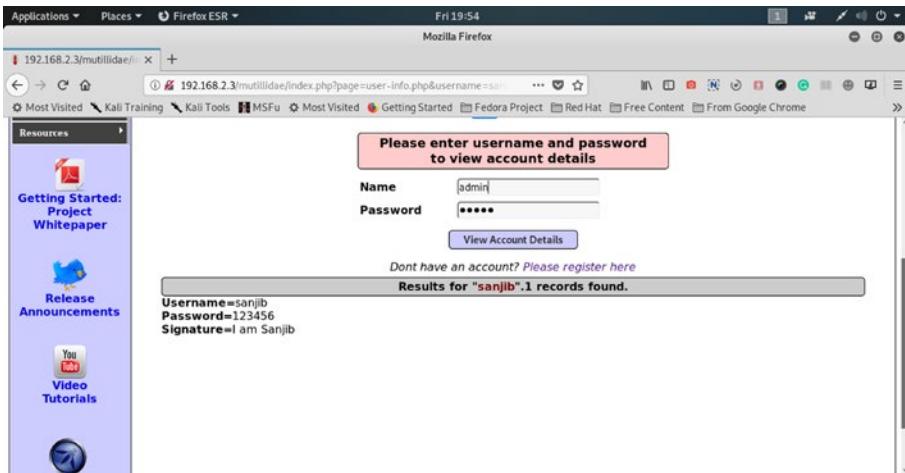 Applications Places Firefox ESR Fri 19:54 1
Mozilla Firefox
192.168.2.3/mutillidae/i × +
192.168.2.3/mutillidae/index.php?page=user-info.php&username=san
Most Visited Kali Training Kali Tools MSFu Most Visited Getting Started Fedora Project Red Hat Free Content From Google Chrome »
Resources
Getting Started:
Project
Whitepaper
Release
Announcements
You
Tube
Video
Tutorials
Please enter username and password
to view account details
Name admin
Password •••••
View Account Details
Dont have an account? Please register here
Results for "sanjib".1 records found.
Username=sanjib
Password=123456
Signature=I am Sanjib